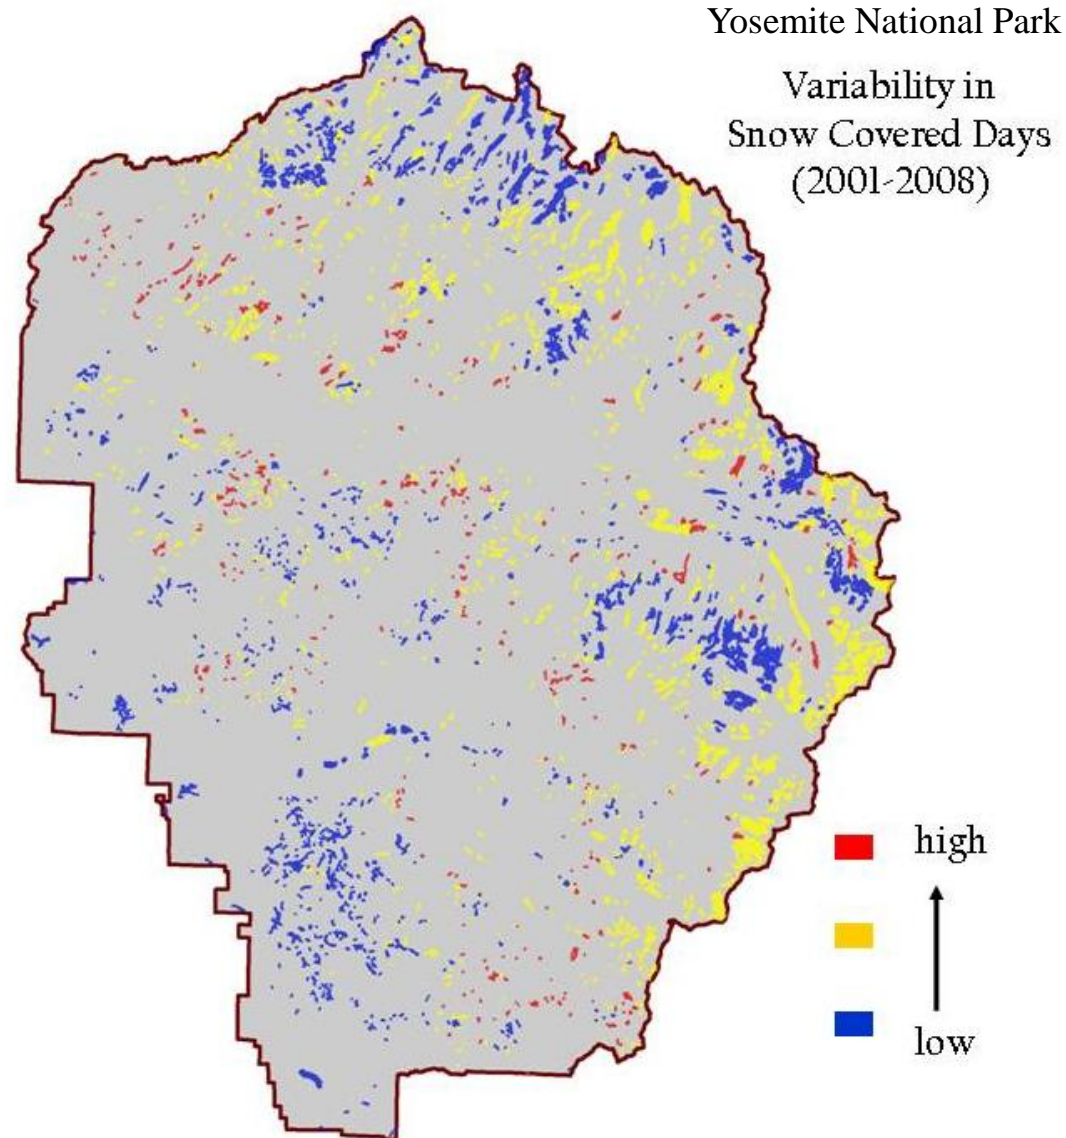 Yosemite National Park
Variability in
Snow Covered Days
(2001-2008)
high
low